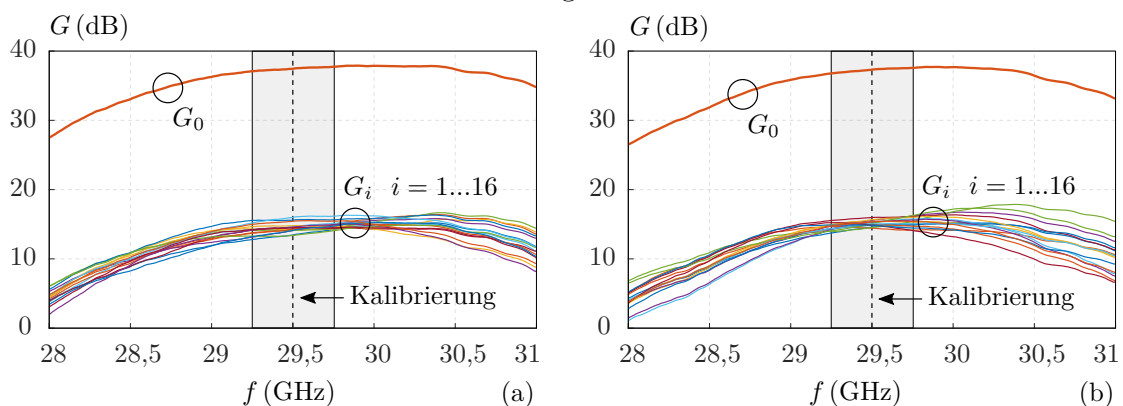 G (dB)
40
30
20
10
0
G₀
Gᵢ i = 1...16
Kalibrierung
28 28,5 29 29,5 30 30,5 31
f (GHz) (a)
G (dB)
40
30
20
10
0
G₀
Gᵢ i = 1...16
Kalibrierung
28 28,5 29 29,5 30 30,5 31
f (GHz) (b)